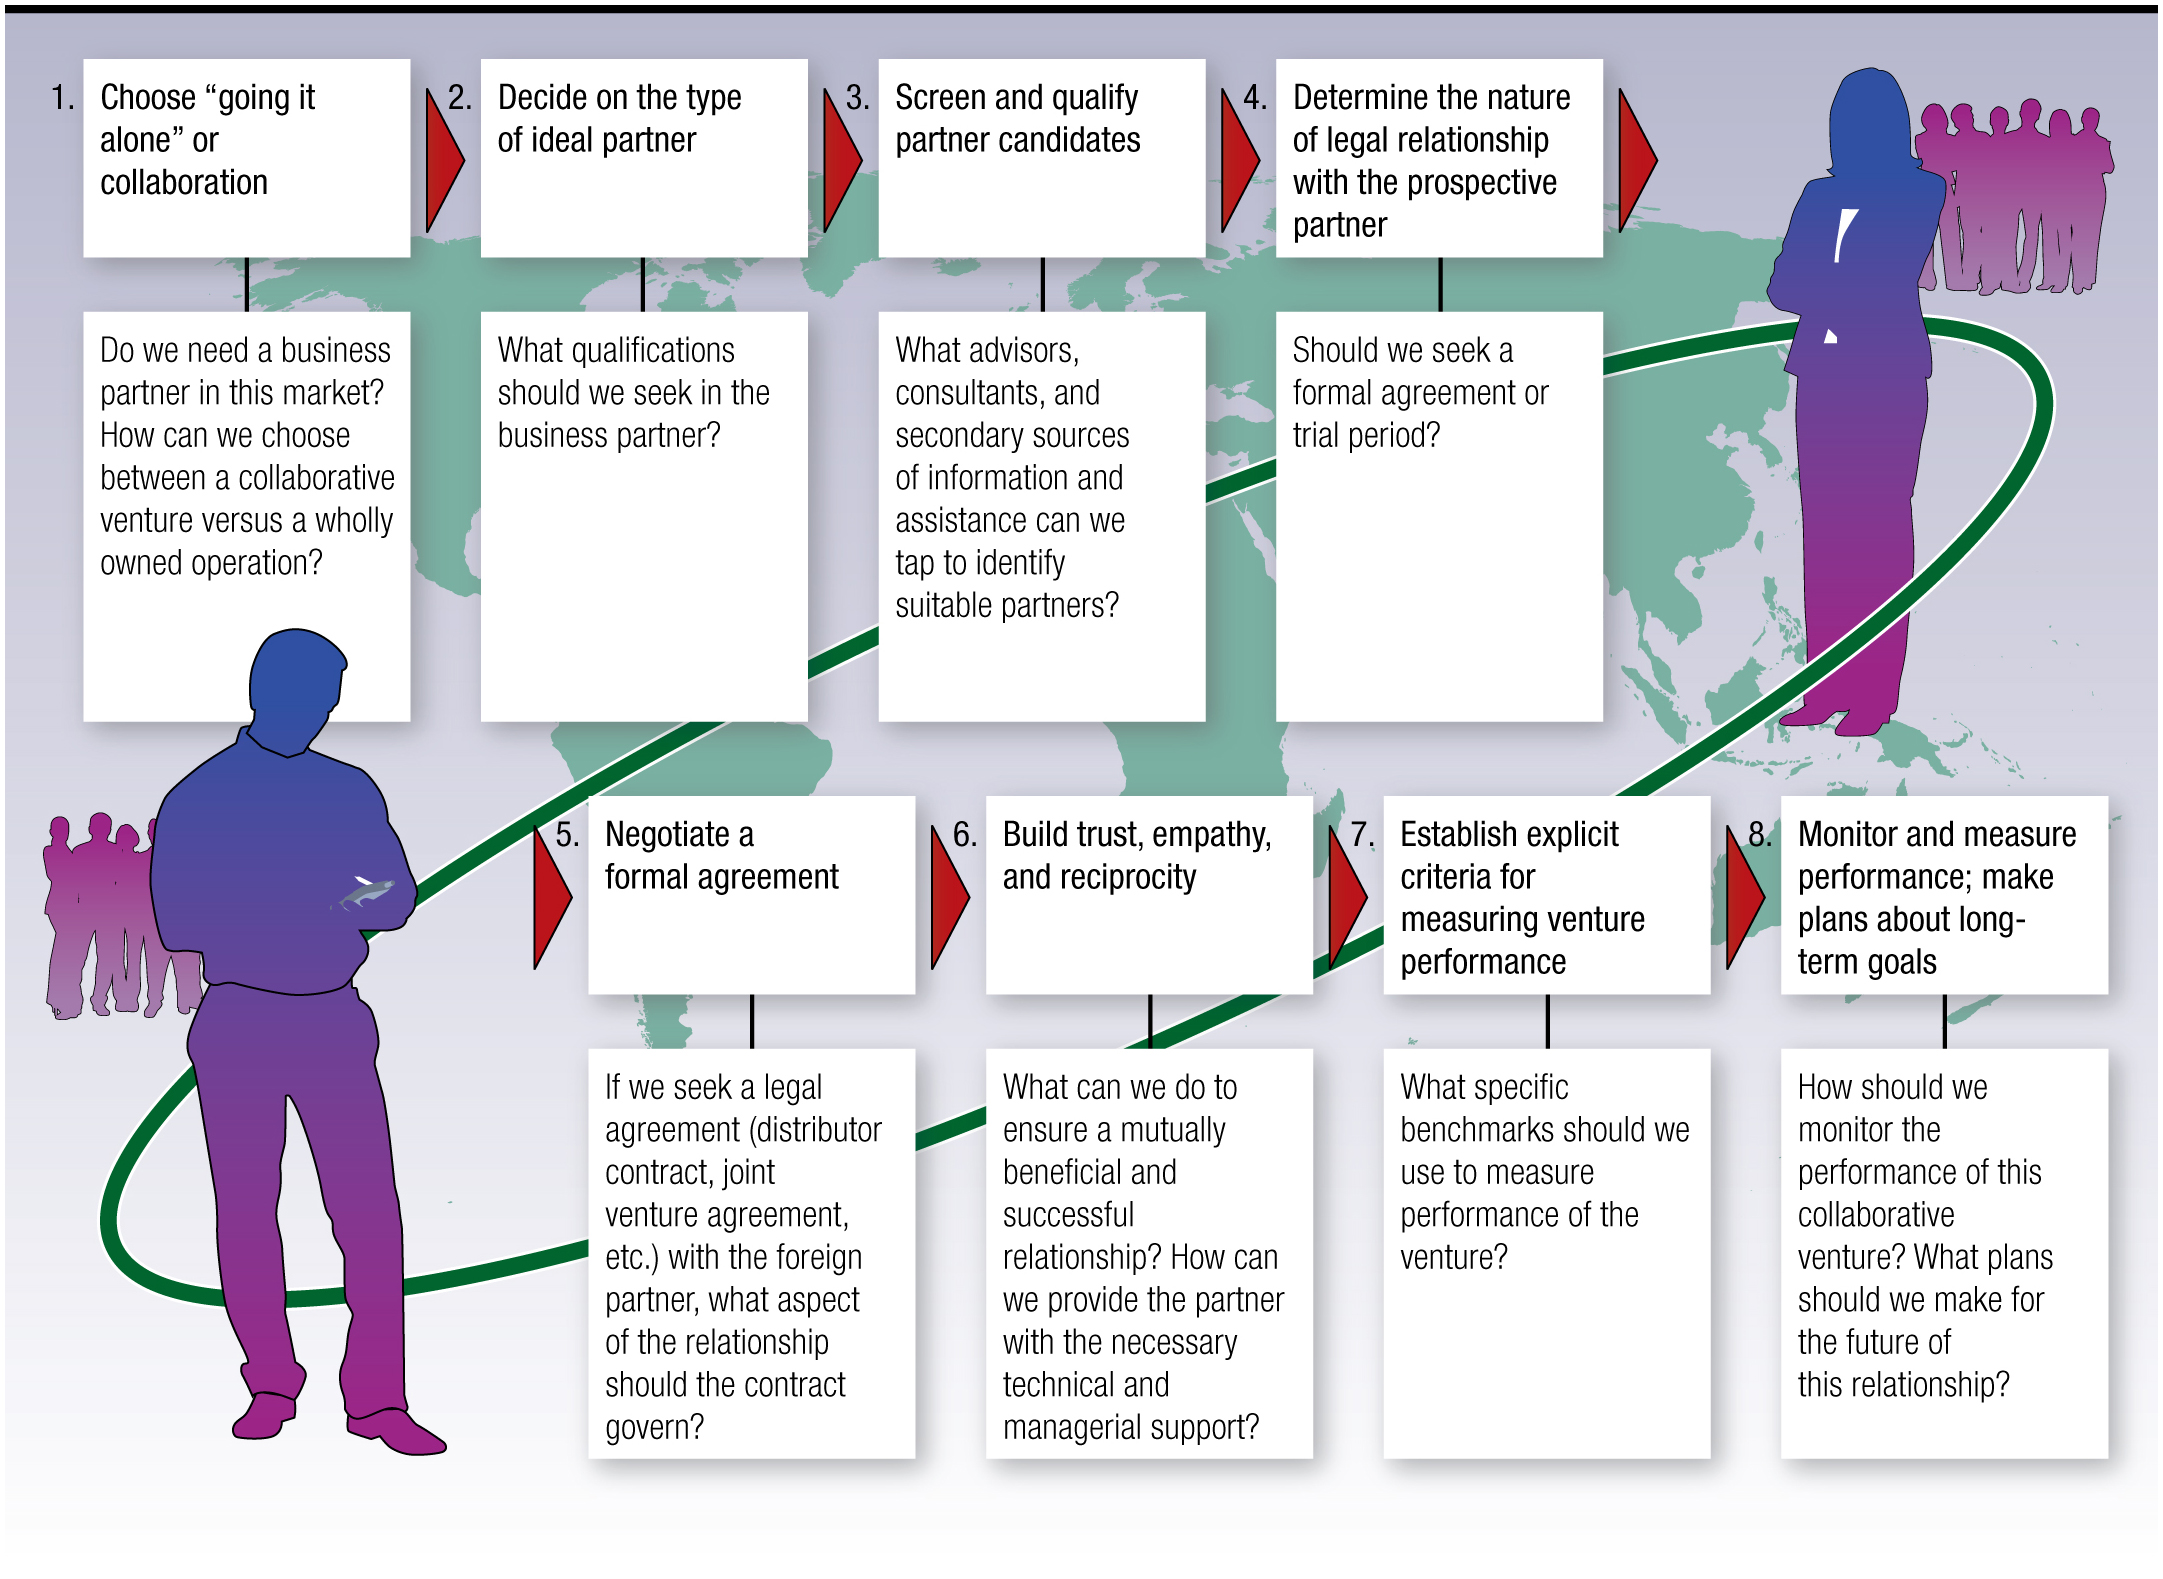 1. Choose “going it
alone” or
collaboration
2. Decide on the type
of ideal partner
3. Screen and qualify
partner candidates
4. Determine the nature
of legal relationship
with the prospective
partner
Do we need a business
partner in this market?
How can we choose
between a collaborative
venture versus a wholly
owned operation?
What qualifications
should we seek in the
business partner?
What advisors,
consultants, and
secondary sources
of information and
assistance can we
tap to identify
suitable partners?
Should we seek a
formal agreement or
trial period?
5. Negotiate a
formal agreement
6. Build trust, empathy,
and reciprocity
7. Establish explicit
criteria for
measuring venture
performance
8. Monitor and measure
performance; make
plans about long-
term goals
If we seek a legal
agreement (distributor
contract, joint
venture agreement,
etc.) with the foreign
partner, what aspect
of the relationship
should the contract
govern?
What can we do to
ensure a mutually
beneficial and
successful
relationship? How can
we provide the partner
with the necessary
technical and
managerial support?
What specific
benchmarks should we
use to measure
performance of the
venture?
How should we
monitor the
performance of this
collaborative
venture? What plans
should we make for
the future of
this relationship?